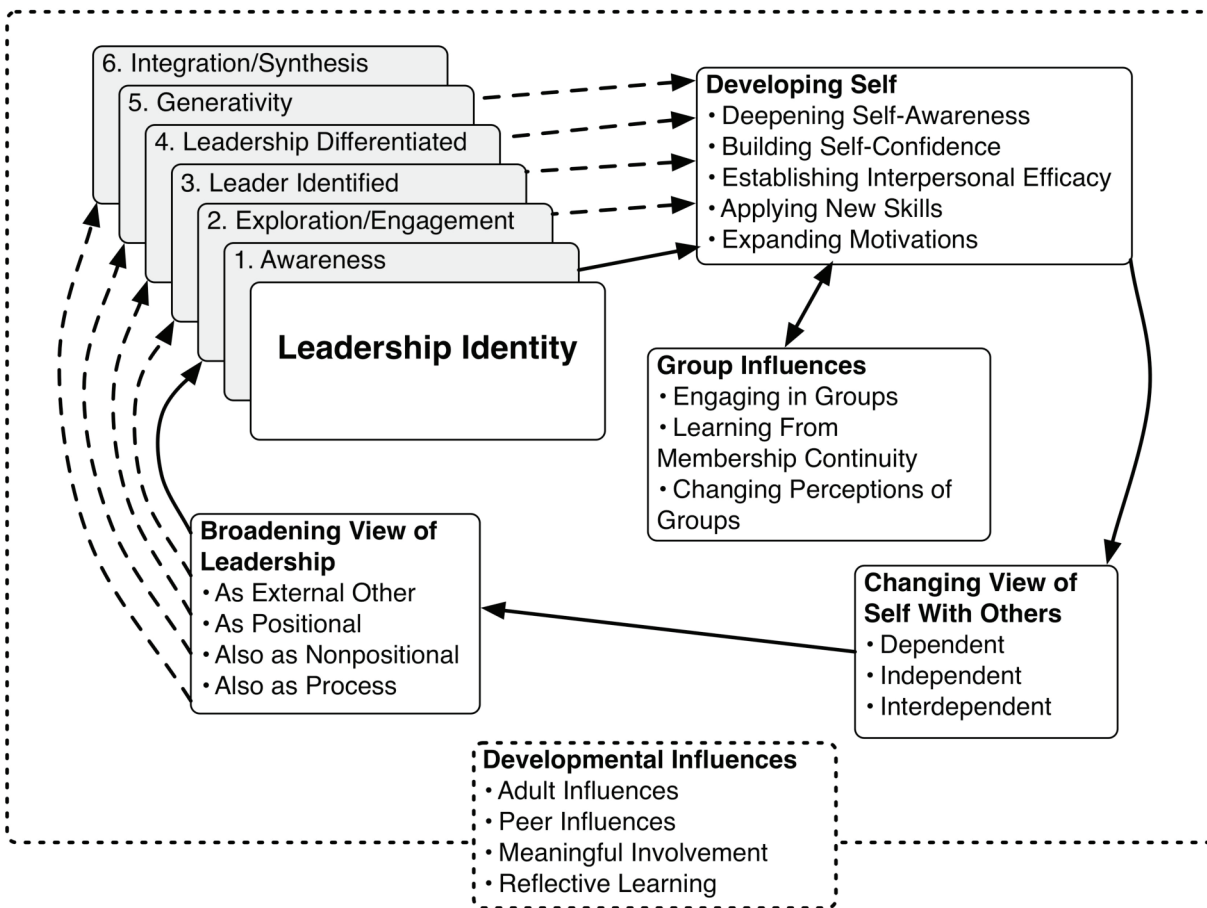 6. Integration/Synthesis
5. Generativity
4. Leadership Differentiated
3. Leader Identified
2. Exploration/Engagement
1. Awareness
Leadership Identity
Developing Self
• Deepening Self-Awareness
• Building Self-Confidence
• Establishing Interpersonal Efficacy
• Applying New Skills
• Expanding Motivations
Group Influences
• Engaging in Groups
• Learning From
Membership Continuity
• Changing Perceptions of
Groups
Broadening View of
Leadership
• As External Other
• As Positional
• Also as Nonpositional
• Also as Process
Changing View of
Self With Others
• Dependent
• Independent
• Interdependent
Developmental Influences
• Adult Influences
• Peer Influences
• Meaningful Involvement
• Reflective Learning